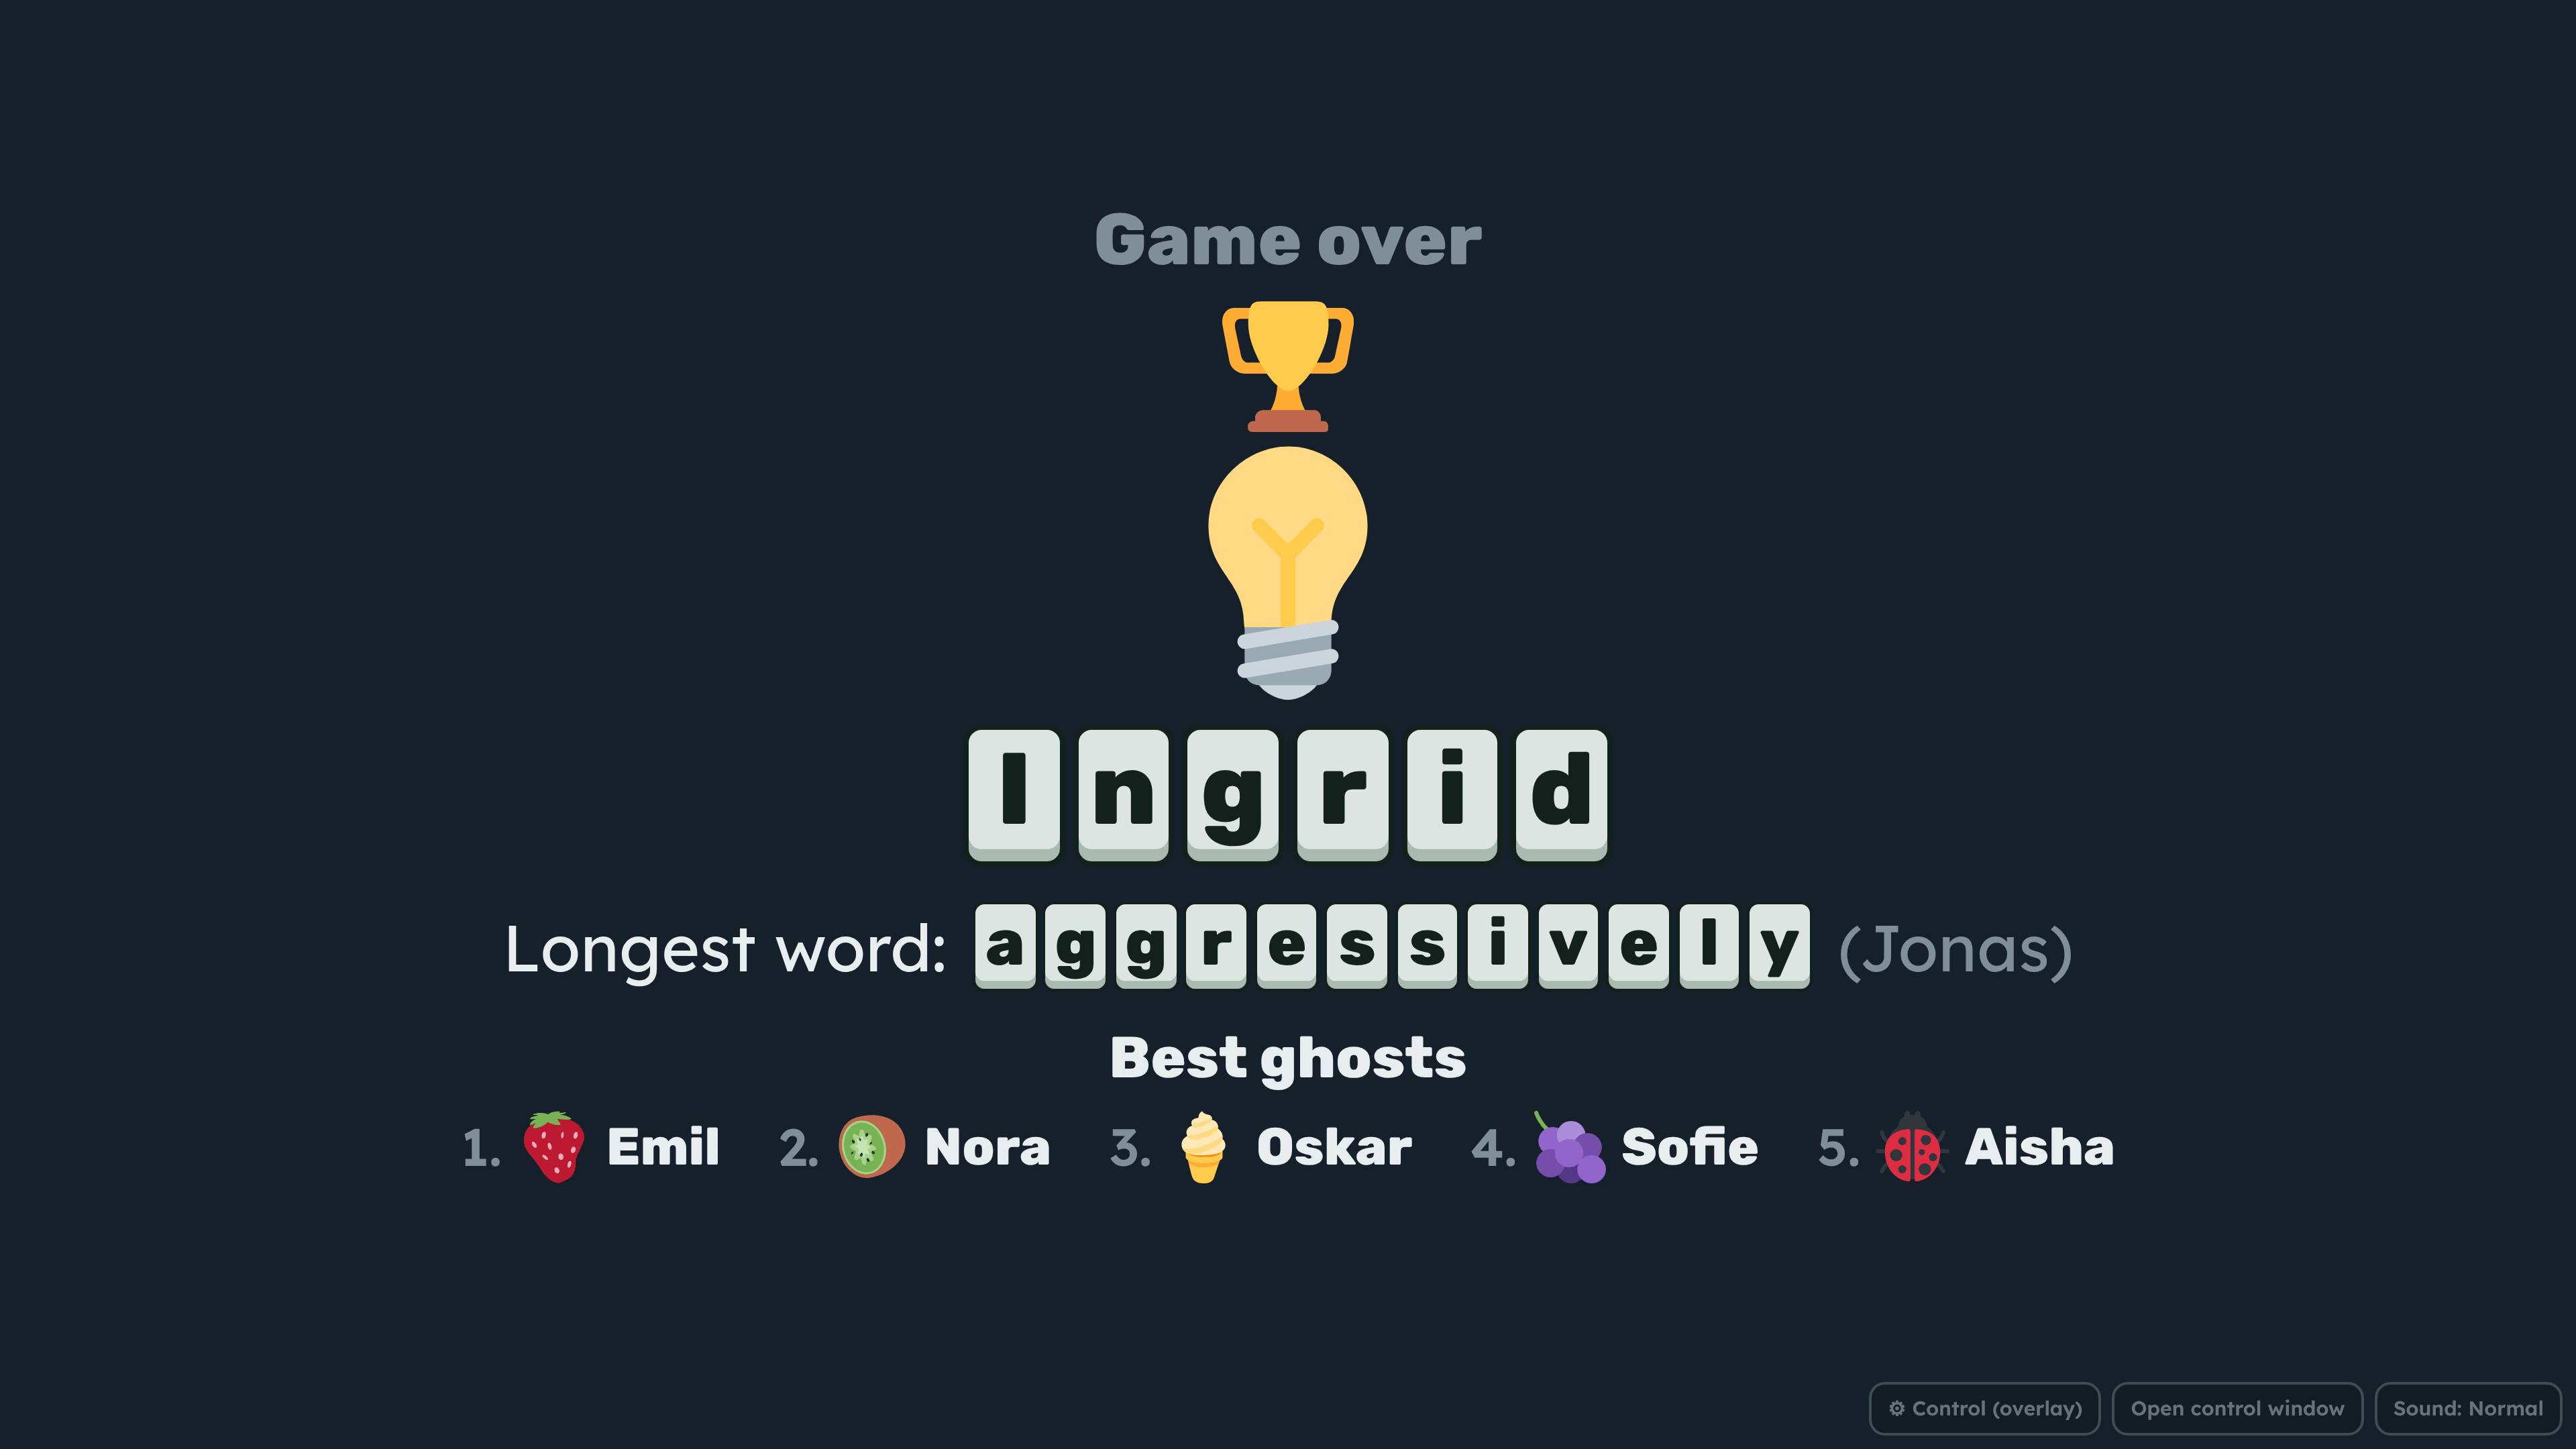 Game over
Ingrid
Longest word: aggressively (Jonas)
Best ghosts
1. Emil 2. Nora 3. Oskar 4. Sofie 5. Aisha
⚙ Control (overlay) Open control window Sound: Normal